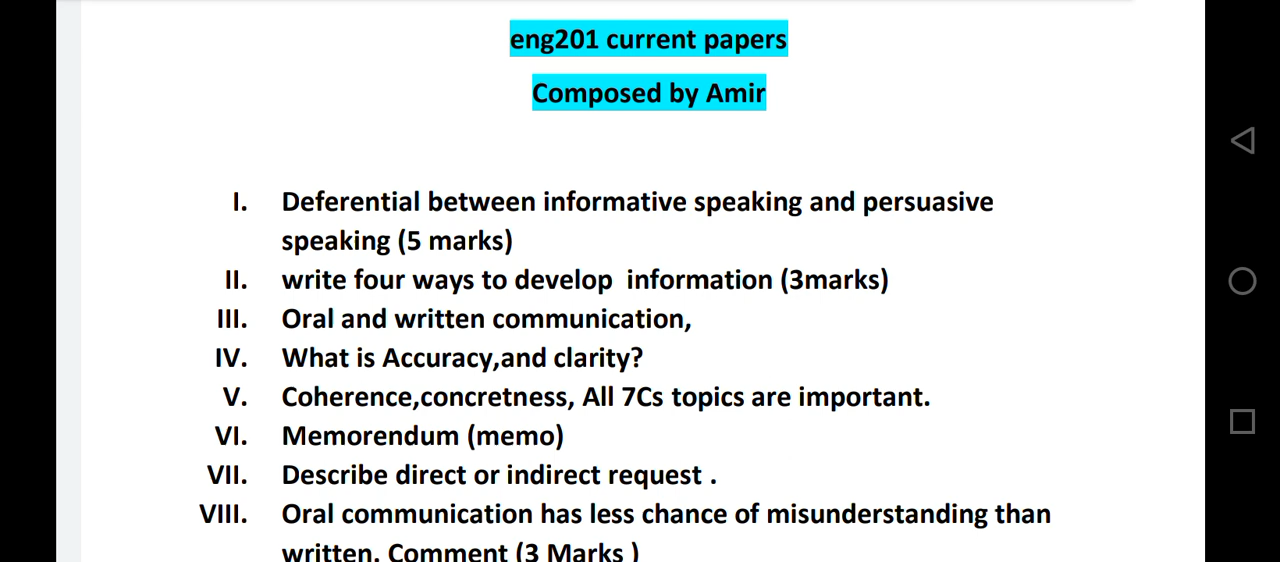 eng201 current papers
Composed by Amir
I. Deferential between informative speaking and persuasive
speaking (5 marks)
II. write four ways to develop  information (3marks)
III. Oral and written communication,
IV. What is Accuracy,and clarity?
V. Coherence,concretness, All 7Cs topics are important.
VI. Memorendum (memo)
VII. Describe direct or indirect request .
VIII. Oral communication has less chance of misunderstanding than
written. Comment (3 Marks )